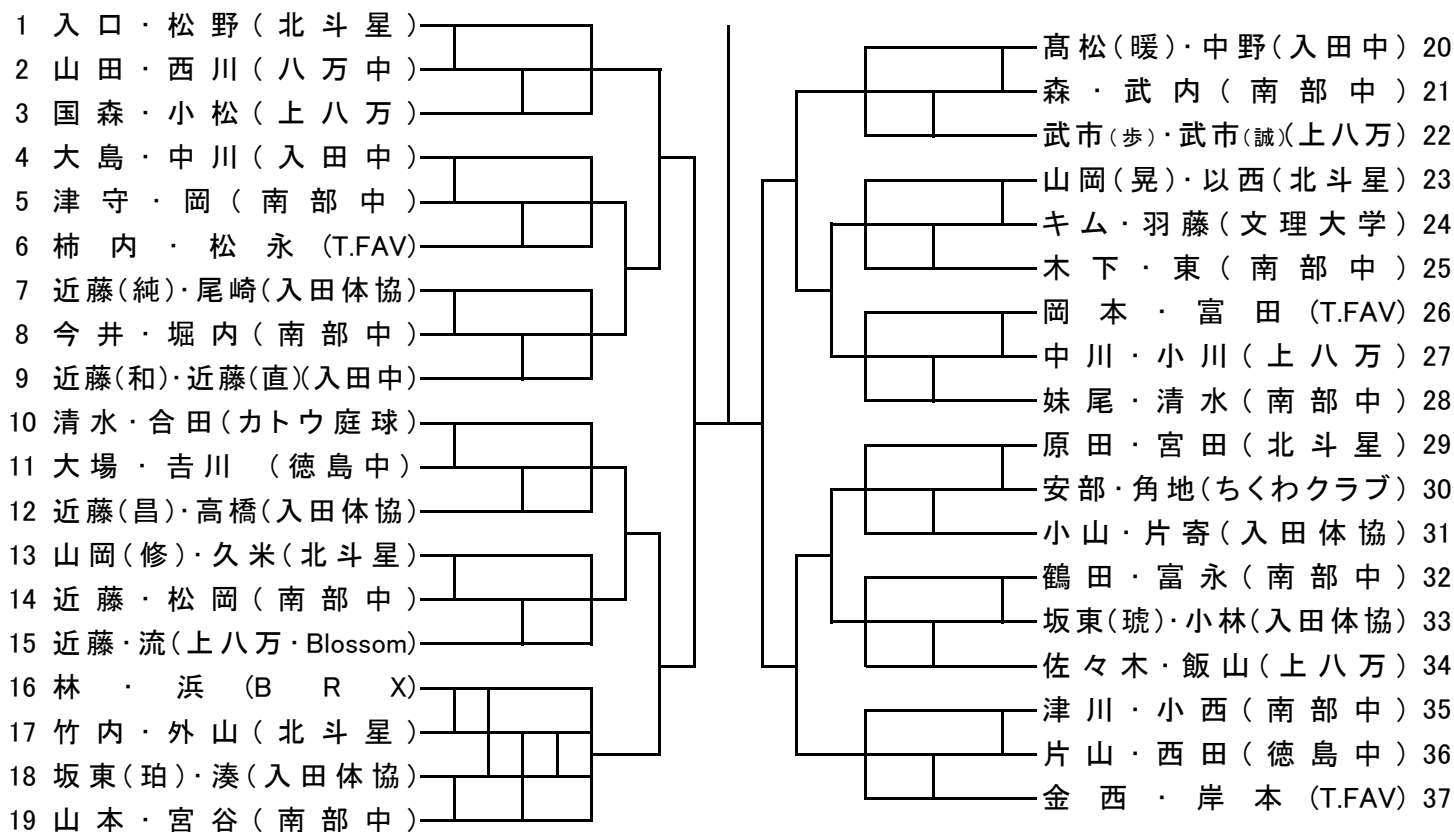 1 入口・松野(北斗星)
2 山田・西川(八万中)
3 国森・小松(上八万)
4 大島・中川(入田中)
5 津守・岡(南部中)
6 柿内・松永(T.FAV)
7 近藤(純)・尾崎(入田体協)
8 今井・堀内(南部中)
9 近藤(和)・近藤(直)(入田中)
10 清水・合田(カトウ庭球)
11 大場・𠮷川(徳島中)
12 近藤(昌)・高橋(入田体協)
13 山岡(修)・久米(北斗星)
14 近藤・松岡(南部中)
15 近藤・流(上八万・Blossom)
16 林・浜(BRX)
17 竹内・外山(北斗星)
18 坂東(珀)・湊(入田体協)
19 山本・宮谷(南部中)
髙松(暖)・中野(入田中) 20
森・武内(南部中) 21
武市(歩)・武市(誠)(上八万) 22
山岡(晃)・以西(北斗星) 23
キム・羽藤(文理大学) 24
木下・東(南部中) 25
岡本・富田(T.FAV) 26
中川・小川(上八万) 27
妹尾・清水(南部中) 28
原田・宮田(北斗星) 29
安部・角地(ちくわクラブ) 30
小山・片寄(入田体協) 31
鶴田・富永(南部中) 32
坂東(琥)・小林(入田体協) 33
佐々木・飯山(上八万) 34
津川・小西(南部中) 35
片山・西田(徳島中) 36
金西・岸本(T.FAV) 37